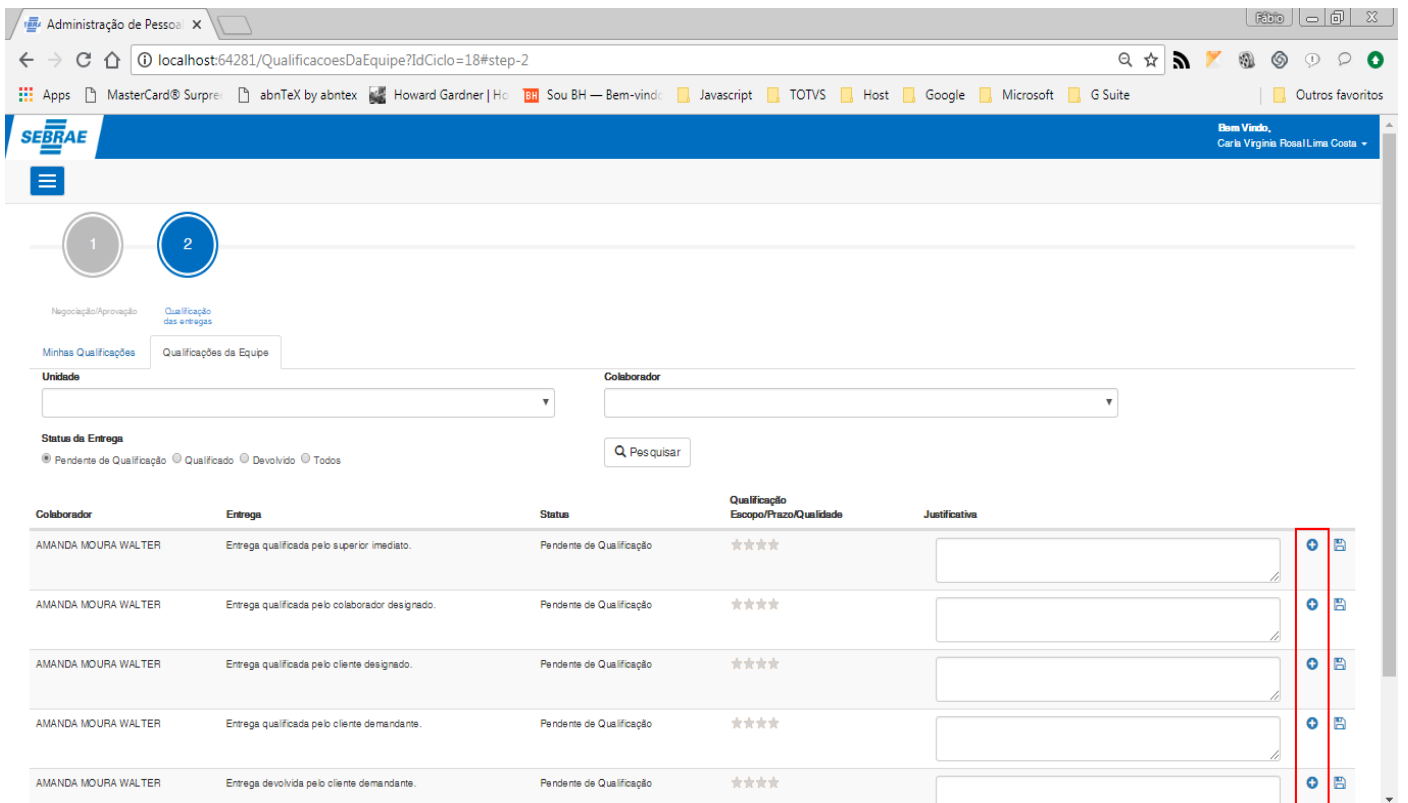 Administração de Pessoal
Fábio
localhost:64281/QualificacoesDaEquipe?IdCiclo=18#step-2
Apps MasterCard® Surpre abnTeX by abntex Howard Gardner | Ho BH Sou BH — Bem-vindo Javascript TOTVS Host Google Microsoft G Suite Outros favoritos
SEBRAE
Bem Vindo,
Carla Virginia Rosal Lima Costa
1 2
Negociação/Aprovação Qualificação
das entregas
Minhas Qualificações Qualificações da Equipe
Unidade Colaborador
Status da Entrega
Pendente de Qualificação Qualificado Devolvido Todos Pesquisar
Qualificação
Colaborador Entrega Status Escopo/Prazo/Qualidade Justificativa
AMANDA MOURA WALTER Entrega qualificada pelo superior imediato. Pendente de Qualificação
AMANDA MOURA WALTER Entrega qualificada pelo colaborador designado. Pendente de Qualificação
AMANDA MOURA WALTER Entrega qualificada pelo cliente designado. Pendente de Qualificação
AMANDA MOURA WALTER Entrega qualificada pelo cliente demandante. Pendente de Qualificação
AMANDA MOURA WALTER Entrega devolvida pelo cliente demandante. Pendente de Qualificação